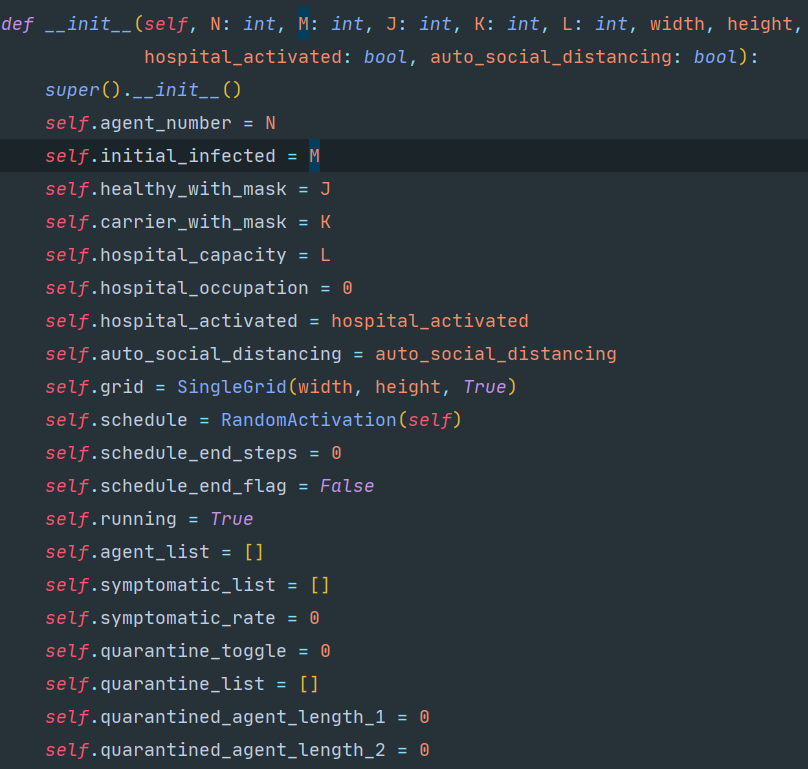 def __init__(self, N: int, M: int, J: int, K: int, L: int, width, height,
hospital_activated: bool, auto_social_distancing: bool):
super().__init__()
self.agent_number = N
self.initial_infected = M
self.healthy_with_mask = J
self.carrier_with_mask = K
self.hospital_capacity = L
self.hospital_occupation = 0
self.hospital_activated = hospital_activated
self.auto_social_distancing = auto_social_distancing
self.grid = SingleGrid(width, height, True)
self.schedule = RandomActivation(self)
self.schedule_end_steps = 0
self.schedule_end_flag = False
self.running = True
self.agent_list = []
self.symptomatic_list = []
self.symptomatic_rate = 0
self.quarantine_toggle = 0
self.quarantine_list = []
self.quarantined_agent_length_1 = 0
self.quarantined_agent_length_2 = 0